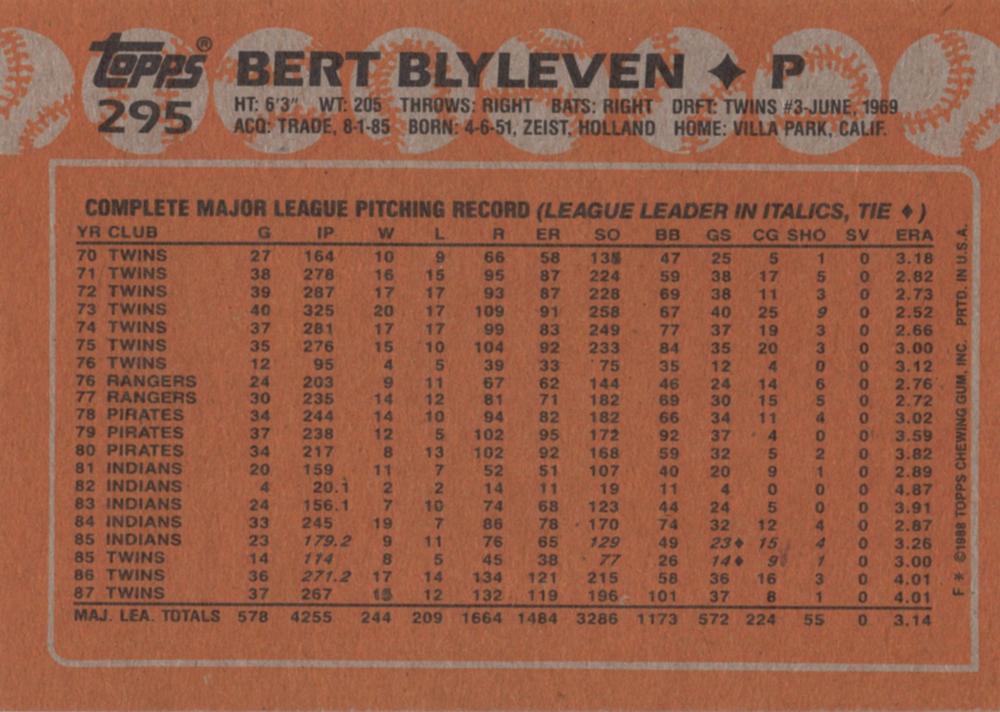 Topps® BERT BLYLEVEN ♦ P
295 HT: 6'3" WT: 205 THROWS: RIGHT BATS: RIGHT DRFT: TWINS #3-JUNE, 1969
ACQ: TRADE, 8-1-85 BORN: 4-6-51, ZEIST, HOLLAND HOME: VILLA PARK, CALIF.
COMPLETE MAJOR LEAGUE PITCHING RECORD (LEAGUE LEADER IN ITALICS, TIE ♦)
YR CLUB G IP W L R ER SO BB GS CG SHO SV ERA
70 TWINS 27 164 10 9 66 58 135 47 25 5 1 0 3.18
71 TWINS 38 278 16 15 95 87 224 59 38 17 5 0 2.82
72 TWINS 39 287 17 17 93 87 228 69 38 11 3 0 2.73
73 TWINS 40 325 20 17 109 91 258 67 40 25 9 0 2.52
74 TWINS 37 281 17 17 99 83 249 77 37 19 3 0 2.66
75 TWINS 35 276 15 10 104 92 233 84 35 20 3 0 3.00
76 TWINS 12 95 4 5 39 33 75 35 12 4 0 0 3.12
76 RANGERS 24 203 9 11 67 62 144 46 24 14 6 0 2.76
77 RANGERS 30 235 14 12 81 71 182 69 30 15 5 0 2.72
78 PIRATES 34 244 14 10 94 82 182 66 34 11 4 0 3.02
79 PIRATES 37 238 12 5 102 95 172 92 37 4 0 0 3.59
80 PIRATES 34 217 8 13 102 92 168 59 32 5 2 0 3.82
81 INDIANS 20 159 11 7 52 51 107 40 20 9 1 0 2.89
82 INDIANS 4 20.1 2 2 14 11 19 11 4 0 0 0 4.87
83 INDIANS 24 156.1 7 10 74 68 123 44 24 5 0 0 3.91
84 INDIANS 33 245 19 7 86 78 170 74 32 12 4 0 2.87
85 INDIANS 23 179.2 9 11 76 65 129 49 23♦ 15 4 0 3.26
85 TWINS 14 114 8 5 45 38 77 26 14♦ 9 1 0 3.00
86 TWINS 36 271.2 17 14 134 121 215 58 36 16 3 0 4.01
87 TWINS 37 267 15 12 132 119 196 101 37 8 1 0 4.01
MAJ. LEA. TOTALS 578 4255 244 209 1664 1484 3286 1173 572 224 55 0 3.14
F * ©1988 TOPPS CHEWING GUM, INC. PRTD. IN U.S.A.